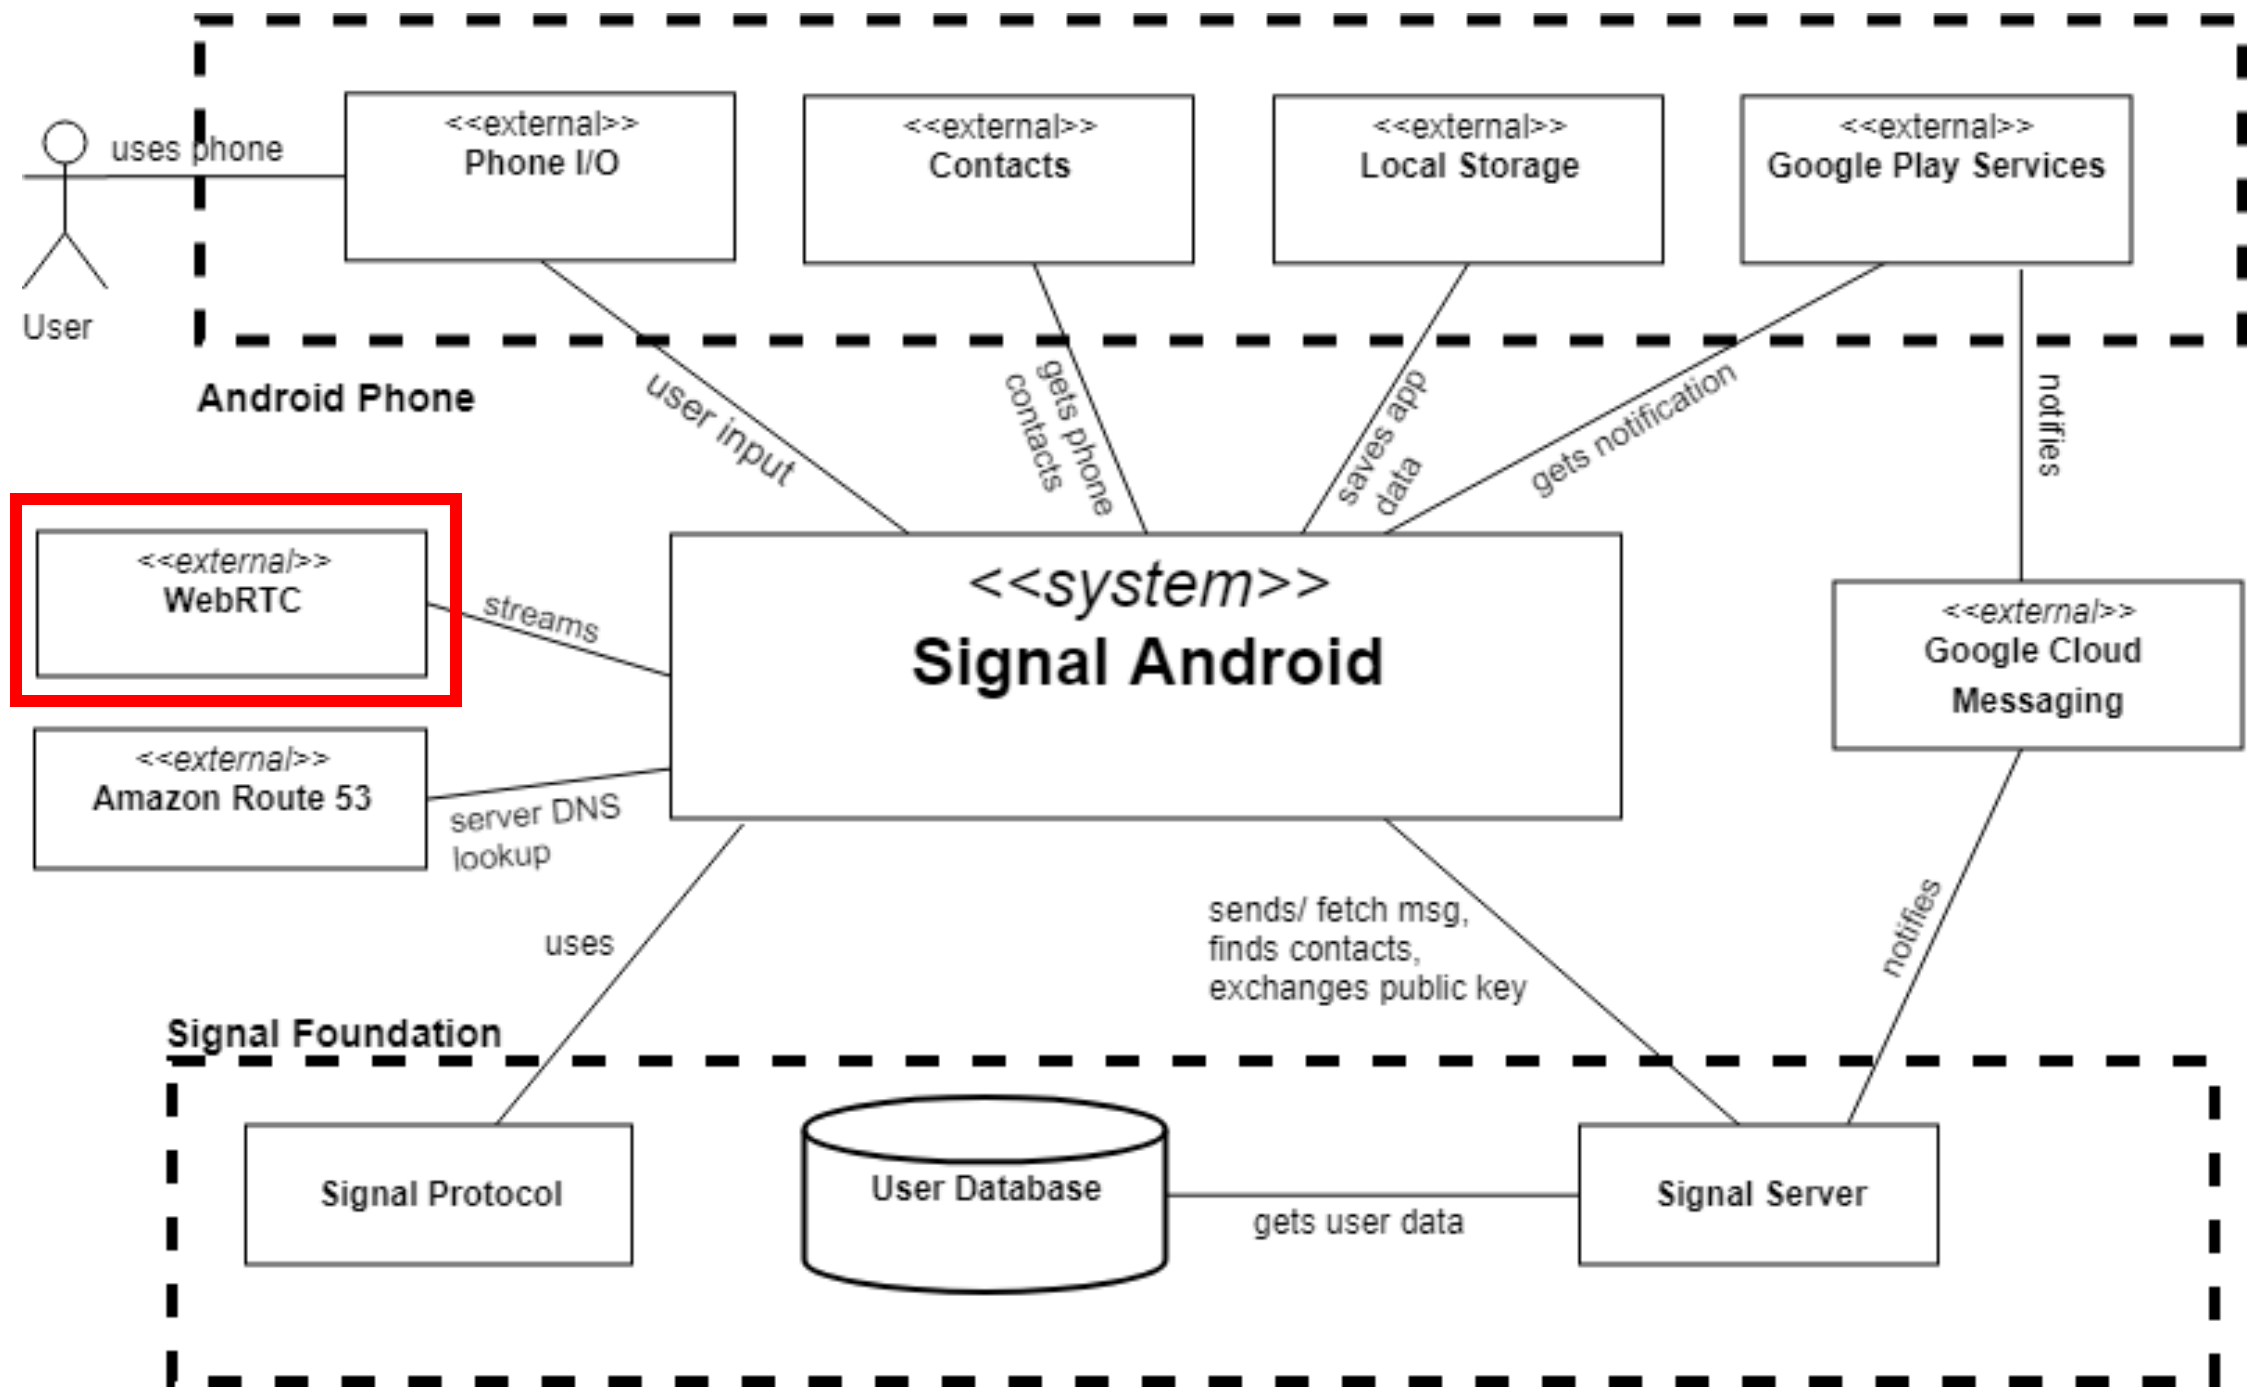 <<external>>
Phone I/O
<<external>>
Contacts
<<external>>
Local Storage
<<external>>
Google Play Services
uses phone
User
Android Phone
user input
gets phone
contacts
saves app
data
gets notification
notifies
<<external>>
WebRTC
streams
<<system>>
Signal Android
<<external>>
Google Cloud
Messaging
<<external>>
Amazon Route 53
server DNS
lookup
uses
sends/ fetch msg,
finds contacts,
exchanges public key
notifies
Signal Foundation
Signal Protocol
User Database
gets user data
Signal Server